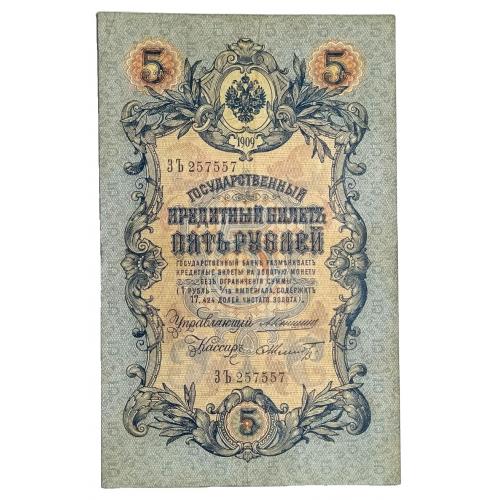 5 5
1909
ЗЪ 257557
ГОСУДАРСТВЕННЫЙ
КРЕДИТНЫЙ БИЛЕТЪ
ПЯТЬ РУБЛЕЙ
ГОСУДАРСТВЕННЫЙ БАНКЪ РАЗМѢНИВАЕТЪ
КРЕДИТНЫЕ БИЛЕТЫ НА ЗОЛОТУЮ МОНЕТУ
БЕЗЪ ОГРАНИЧЕНІЯ СУММЫ
(1 РУБЛЬ = 1/15 ИМПЕРІАЛА, СОДЕРЖИТЪ
17,424 ДОЛЕЙ ЧИСТАГО ЗОЛОТА).
Управляющій
Кассиръ
ЗЪ 257557
5